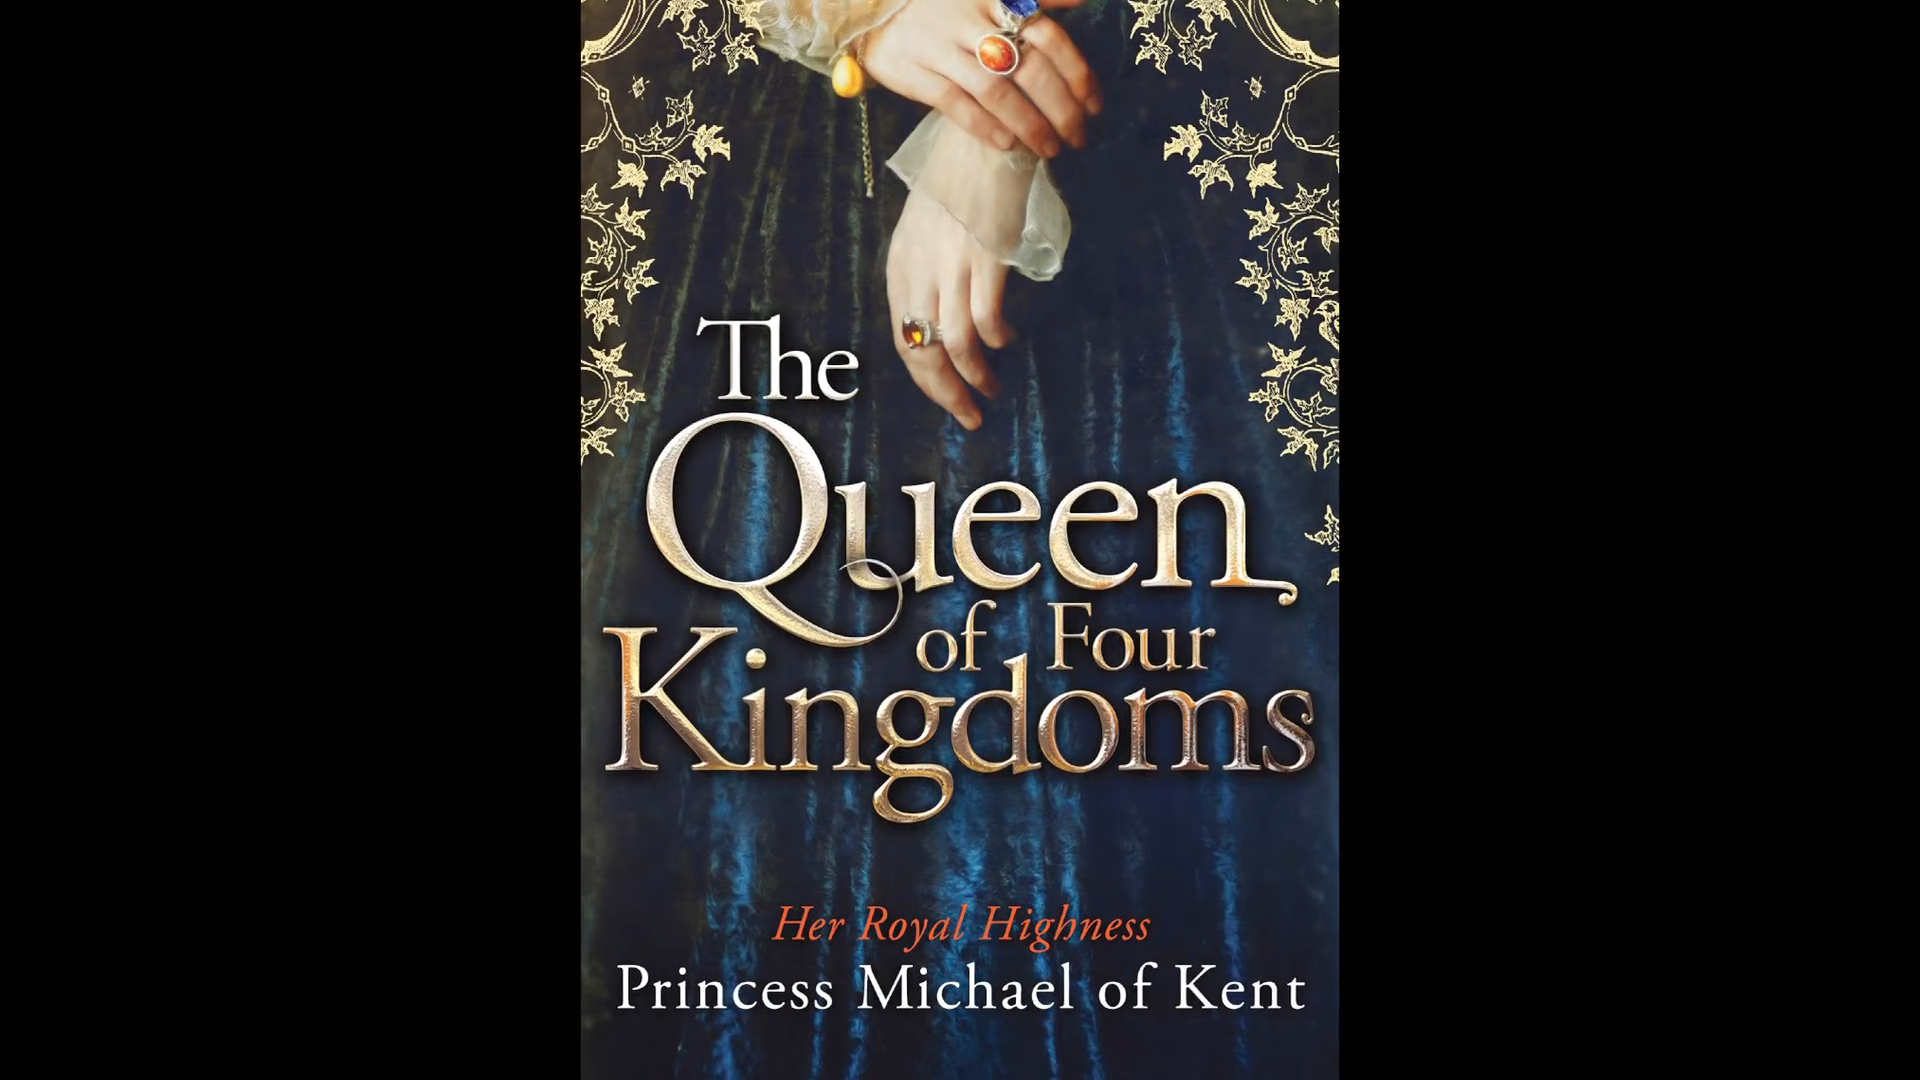 The
Queen
of Four
Kingdoms
Her Royal Highness
Princess Michael of Kent